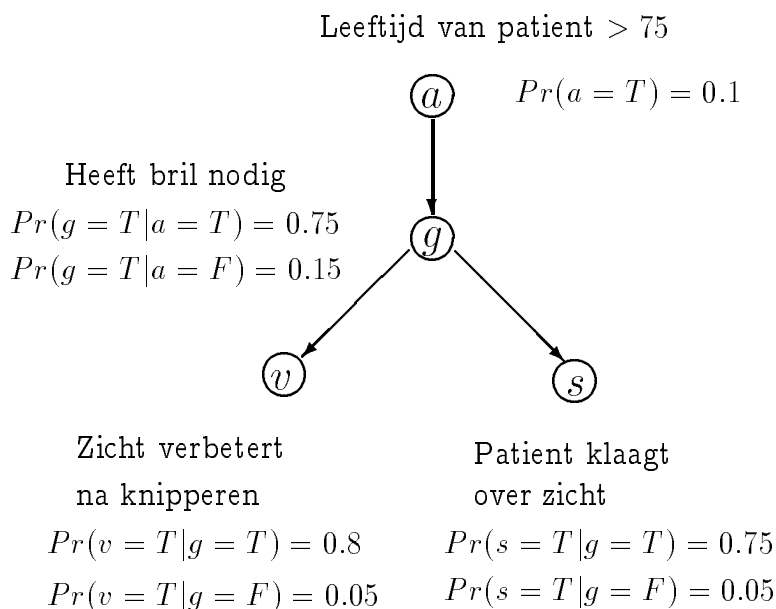 Leeftijd van patient > 75
a
Pr(a = T) = 0.1
Heeft bril nodig
Pr(g = T|a = T) = 0.75
Pr(g = T|a = F) = 0.15
g
v
s
Zicht verbetert
na knipperen
Pr(v = T|g = T) = 0.8
Pr(v = T|g = F) = 0.05
Patient klaagt
over zicht
Pr(s = T|g = T) = 0.75
Pr(s = T|g = F) = 0.05